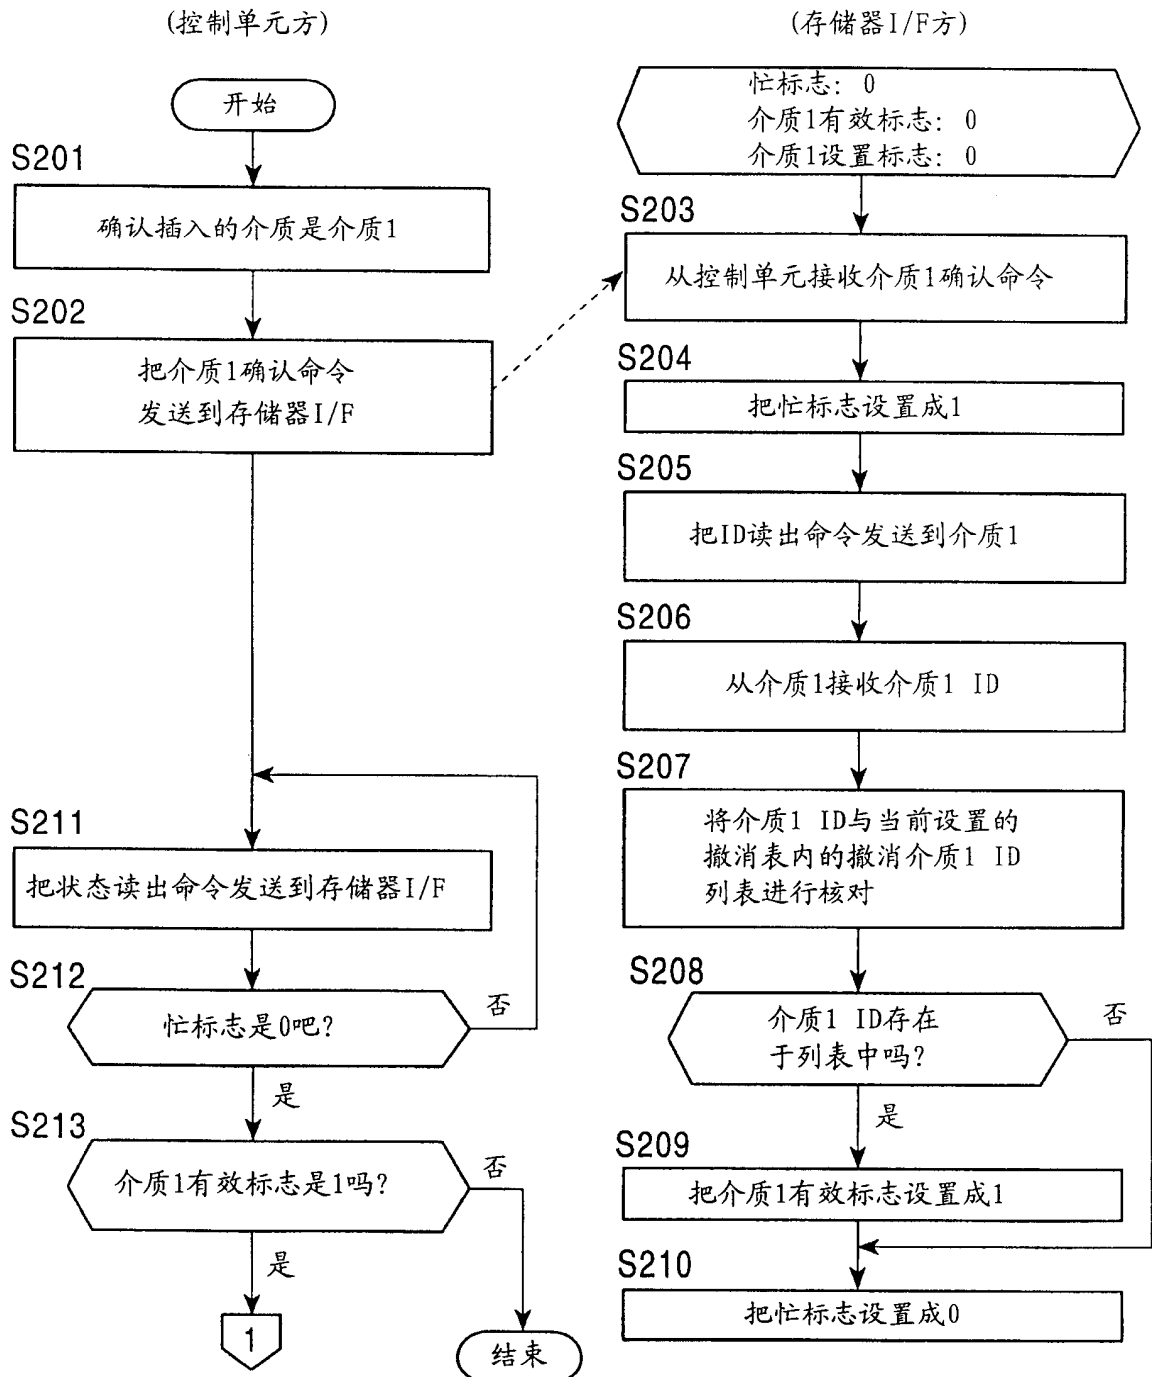 (控制单元方)
开始
S201
确认插入的介质是介质1
S202
把介质1确认命令
发送到存储器I/F
S211
把状态读出命令发送到存储器I/F
S212
忙标志是0吧?
否
是
S213
介质1有效标志是1吗?
否
是
1
结束
(存储器I/F方)
忙标志: 0
介质1有效标志: 0
介质1设置标志: 0
S203
从控制单元接收介质1确认命令
S204
把忙标志设置成1
S205
把ID读出命令发送到介质1
S206
从介质1接收介质1 ID
S207
将介质1 ID与当前设置的
撤消表内的撤消介质1 ID
列表进行核对
S208
介质1 ID存在
于列表中吗?
否
是
S209
把介质1有效标志设置成1
S210
把忙标志设置成0